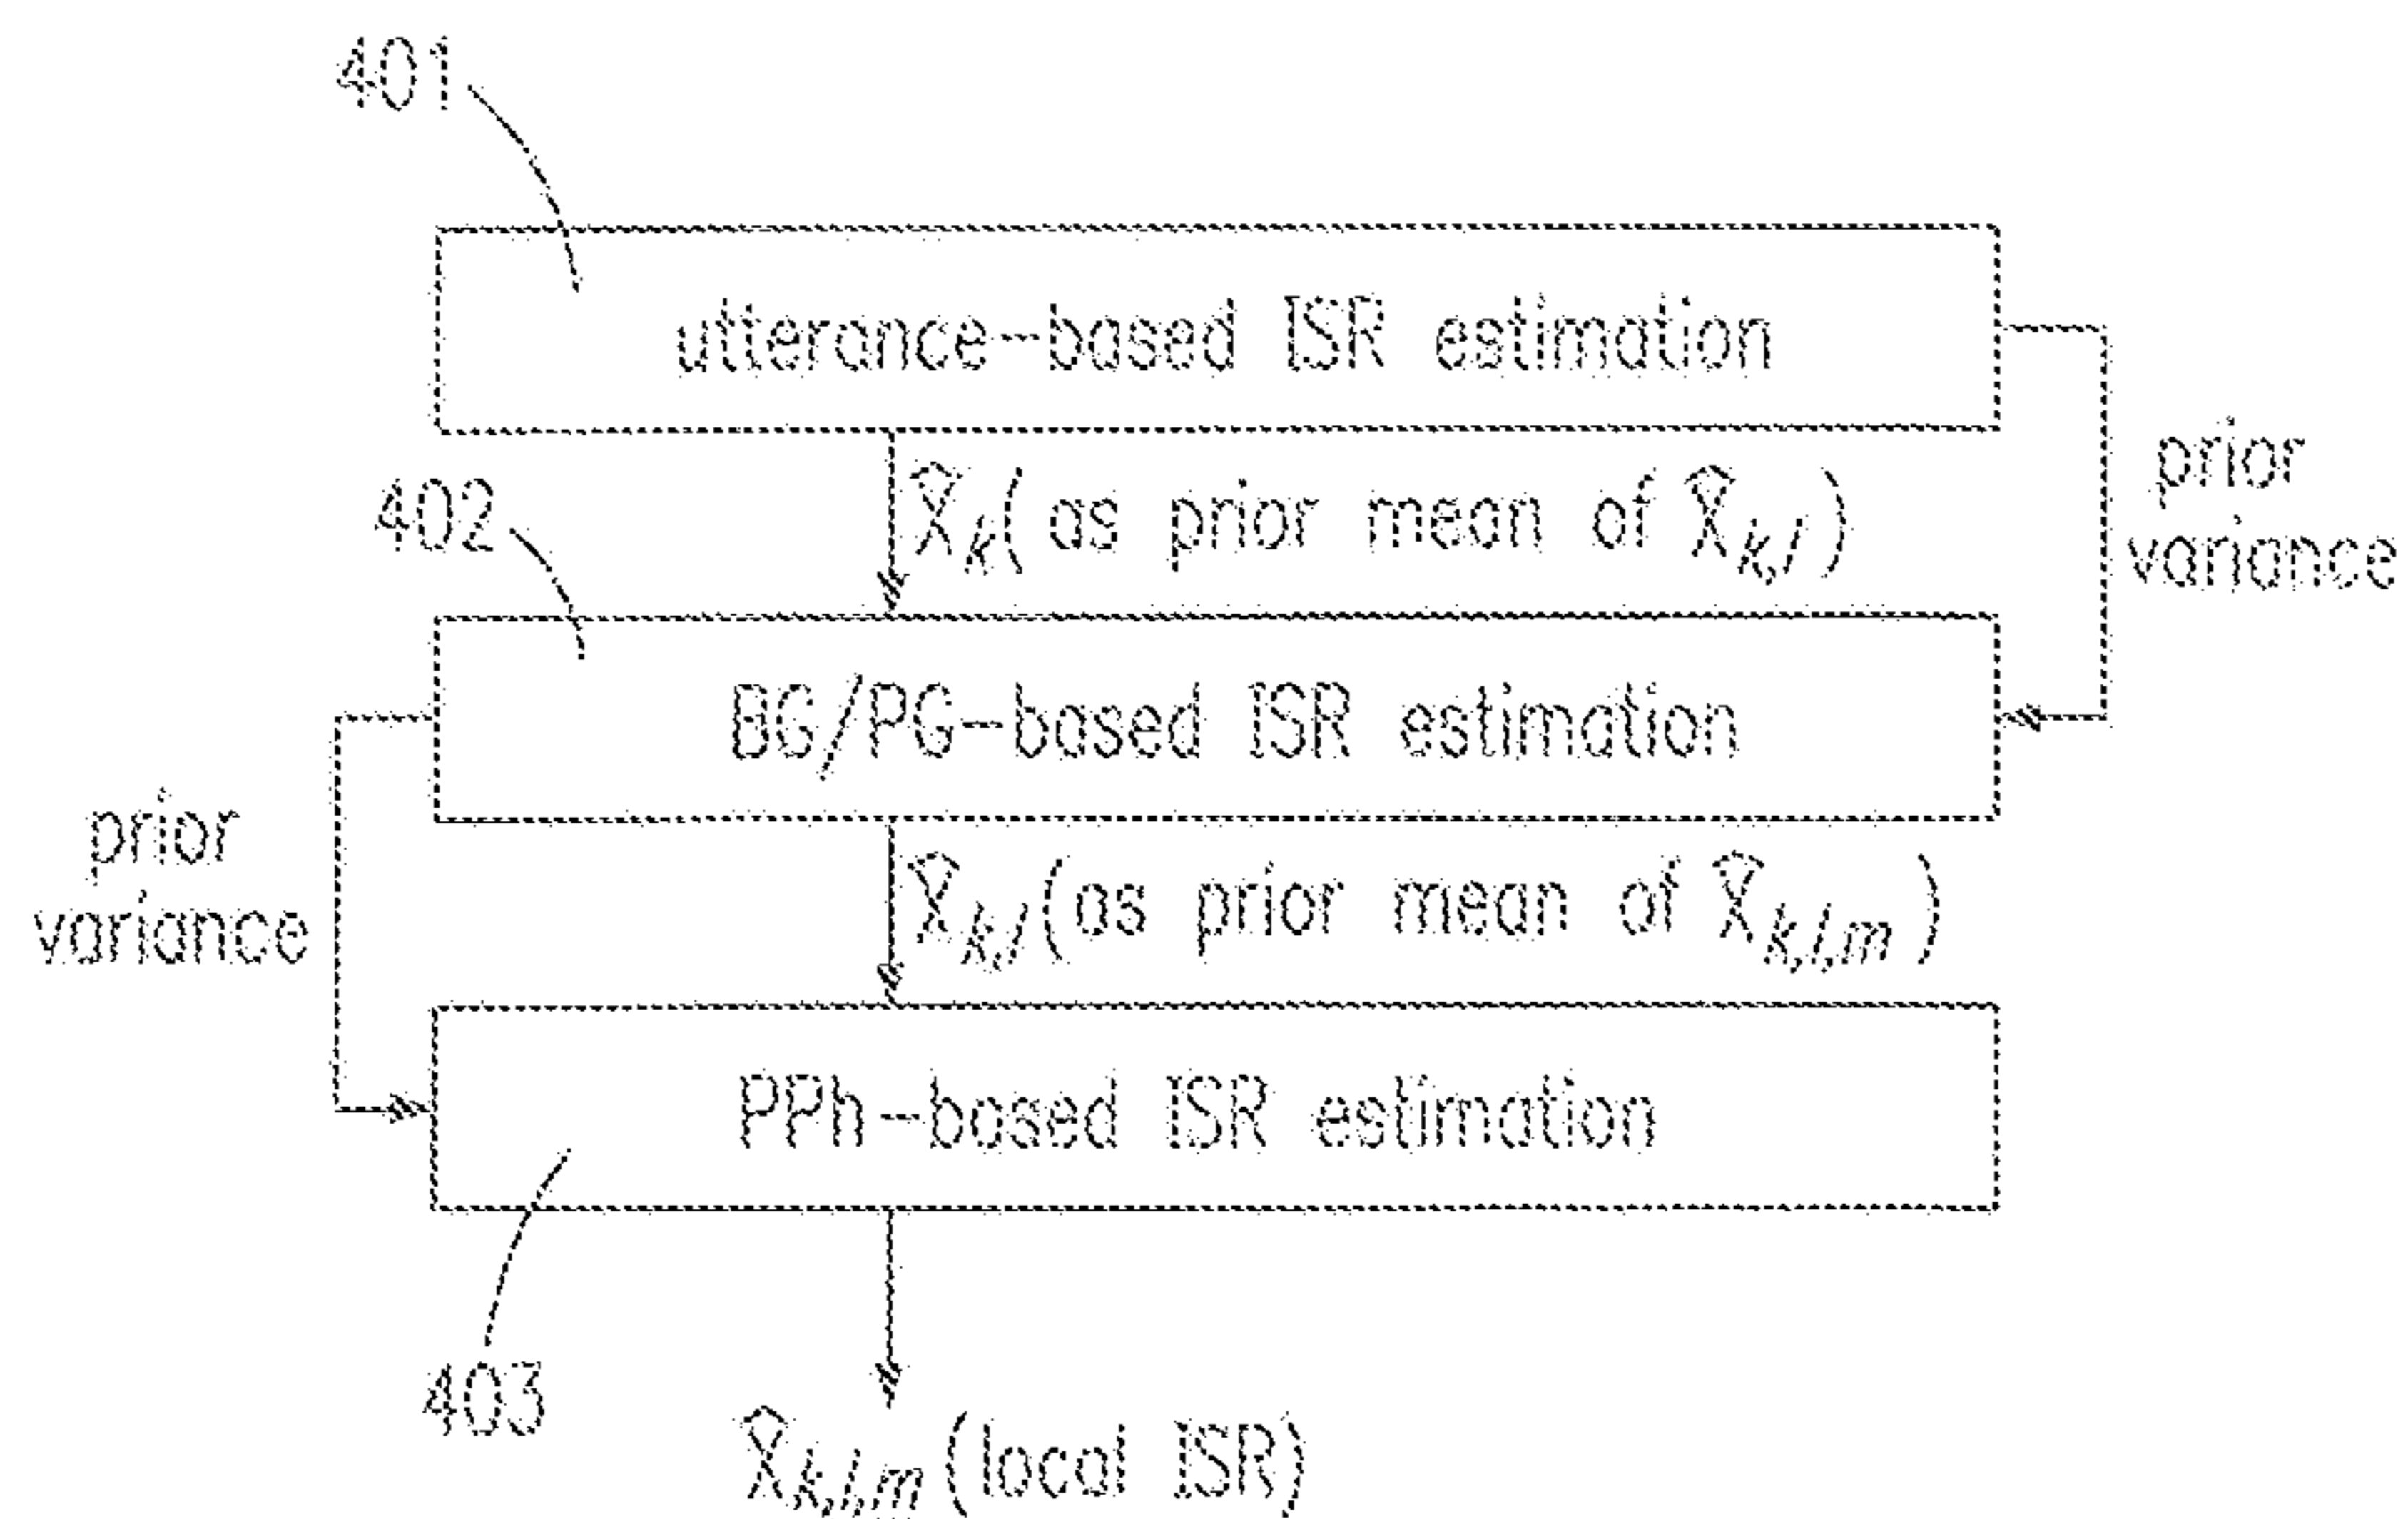 401
utterance-based ISR estimation
x̂k(as prior mean of x̂k,l)
prior
variance
402
BG/PG-based ISR estimation
x̂k,l(as prior mean of x̂k,l,m)
prior
variance
PPh-based ISR estimation
403
x̂k,l,m(local ISR)